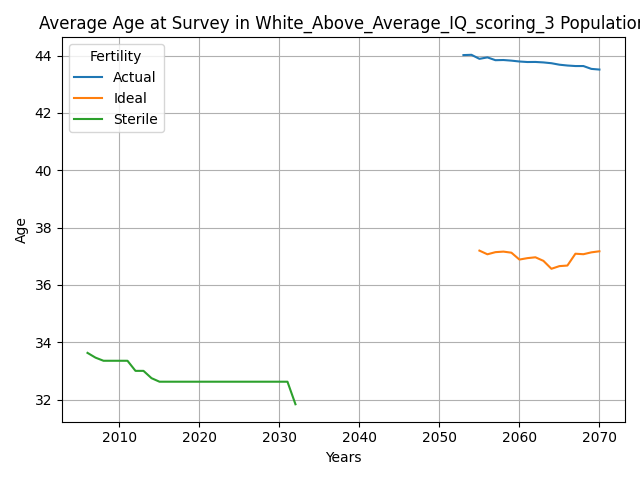 Average Age at Survey in White_Above_Average_IQ_scoring_3 Population
Fertility
Actual
Ideal
Sterile
44
42
40
38
36
34
32
Age
2010
2020
2030
2040
2050
2060
2070
Years